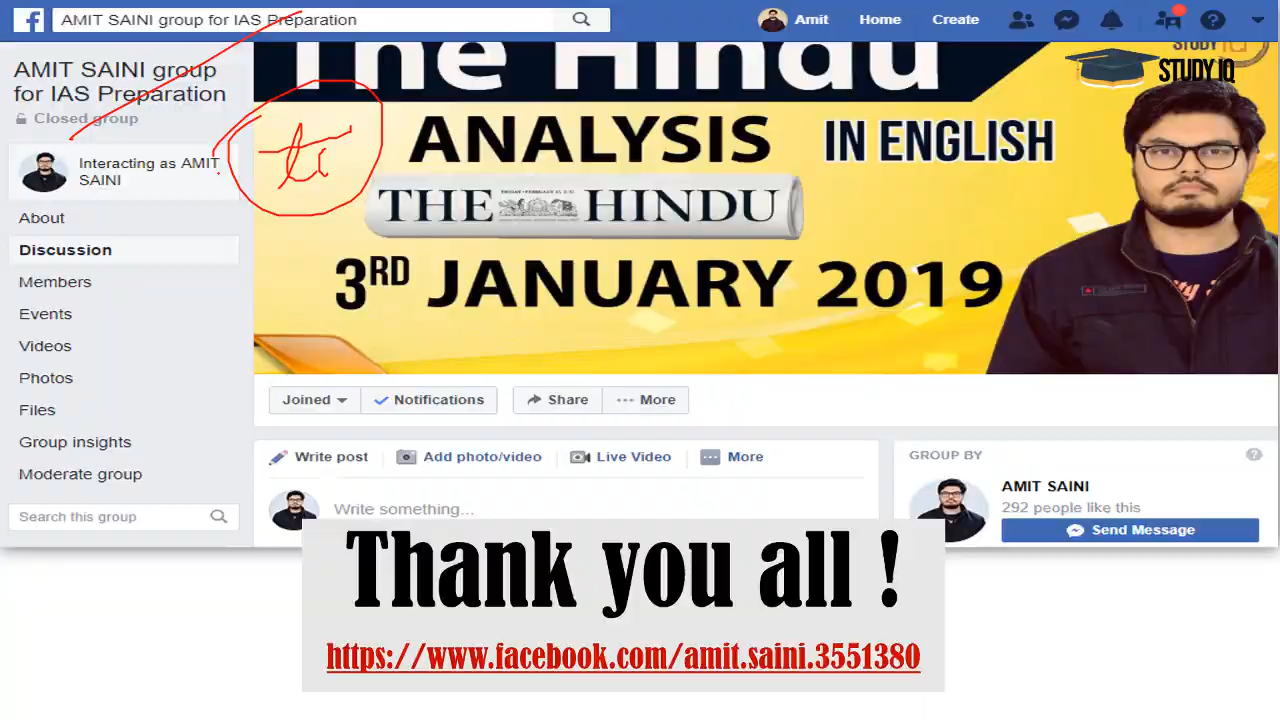 AMIT SAINI group for IAS Preparation
Amit Home Create
AMIT SAINI group
for IAS Preparation
Closed group
Interacting as AMIT
SAINI
About
Discussion
Members
Events
Videos
Photos
Files
Group insights
Moderate group
Search this group
The Hindu
STUDY IQ
STUDY IQ
ANALYSIS IN ENGLISH
THE HINDU
3RD JANUARY 2019
Joined Notifications Share More
Write post Add photo/video Live Video More
Write something...
GROUP BY
AMIT SAINI
292 people like this
Send Message
Thank you all !
https://www.facebook.com/amit.saini.3551380